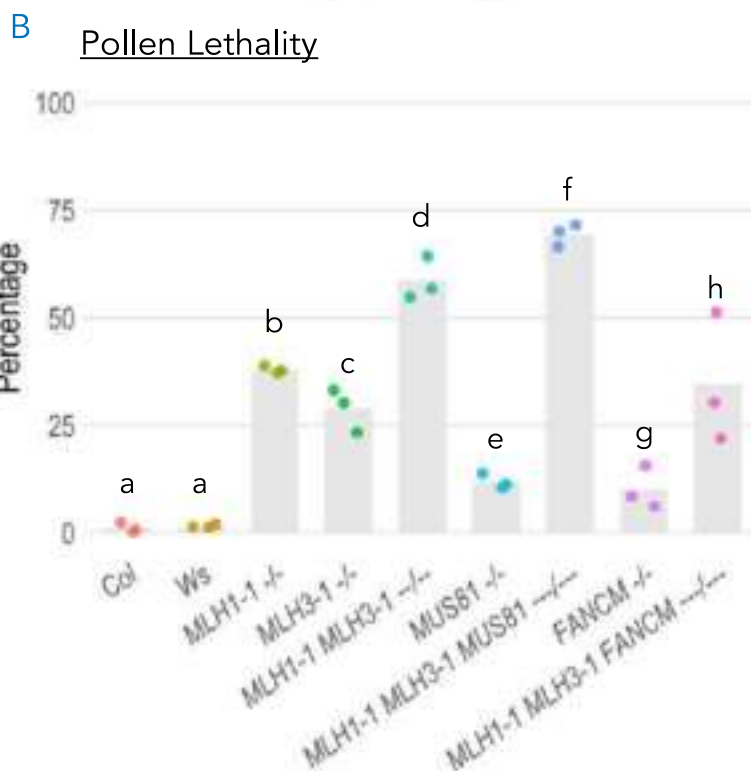 B
Pollen Lethality
100
75
50
25
0
Percentage
a
a
b
c
d
e
f
g
h
Col
Ws
MLH1-1 -/-
MLH3-1 -/-
MLH1-1 MLH3-1 --/--
MUS81 -/-
MLH1-1 MLH3-1 MUS81 ---/---
FANCM -/-
MLH1-1 MLH3-1 FANCM ---/---